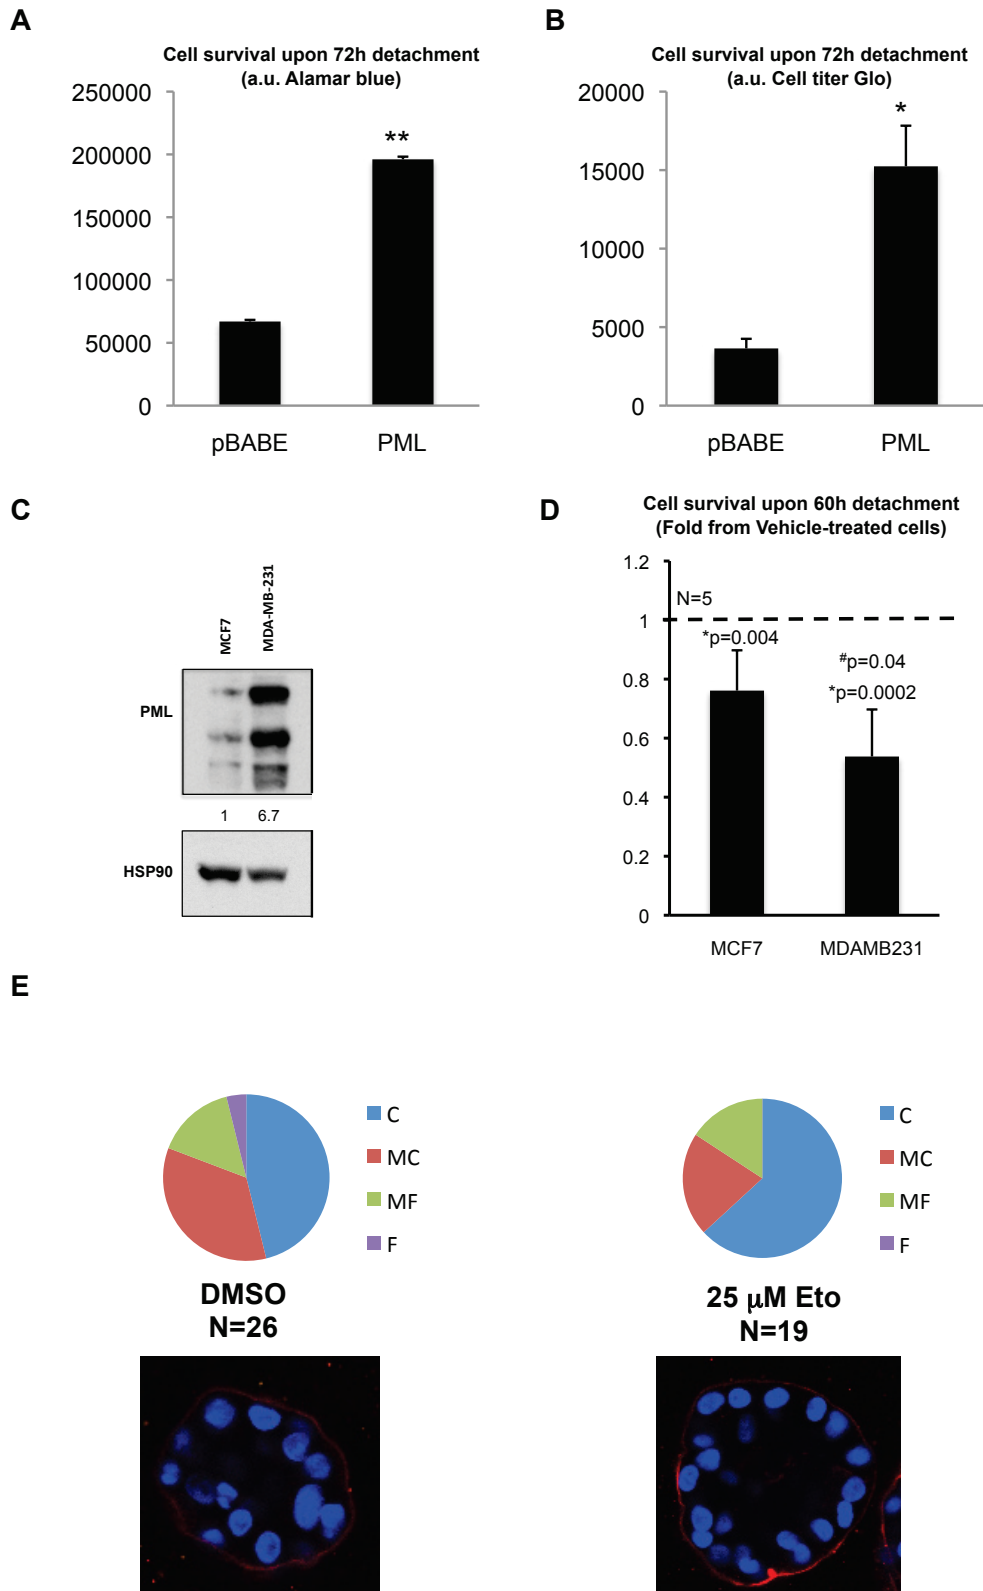 A
Cell survival upon 72h detachment
(a.u. Alamar blue)
250000
200000
150000
100000
50000
0
**
pBABE
PML
B
Cell survival upon 72h detachment
(a.u. Cell titer Glo)
20000
15000
10000
5000
0
*
pBABE
PML
C
MCF7
MDA-MB-231
PML
1 6.7
HSP90
D
Cell survival upon 60h detachment
(Fold from Vehicle-treated cells)
1.2
1
0.8
0.6
0.4
0.2
0
N=5
*p=0.004
#p=0.04
*p=0.0002
MCF7
MDAMB231
E
C
MC
MF
F
DMSO
N=26
C
MC
MF
F
25 μM Eto
N=19